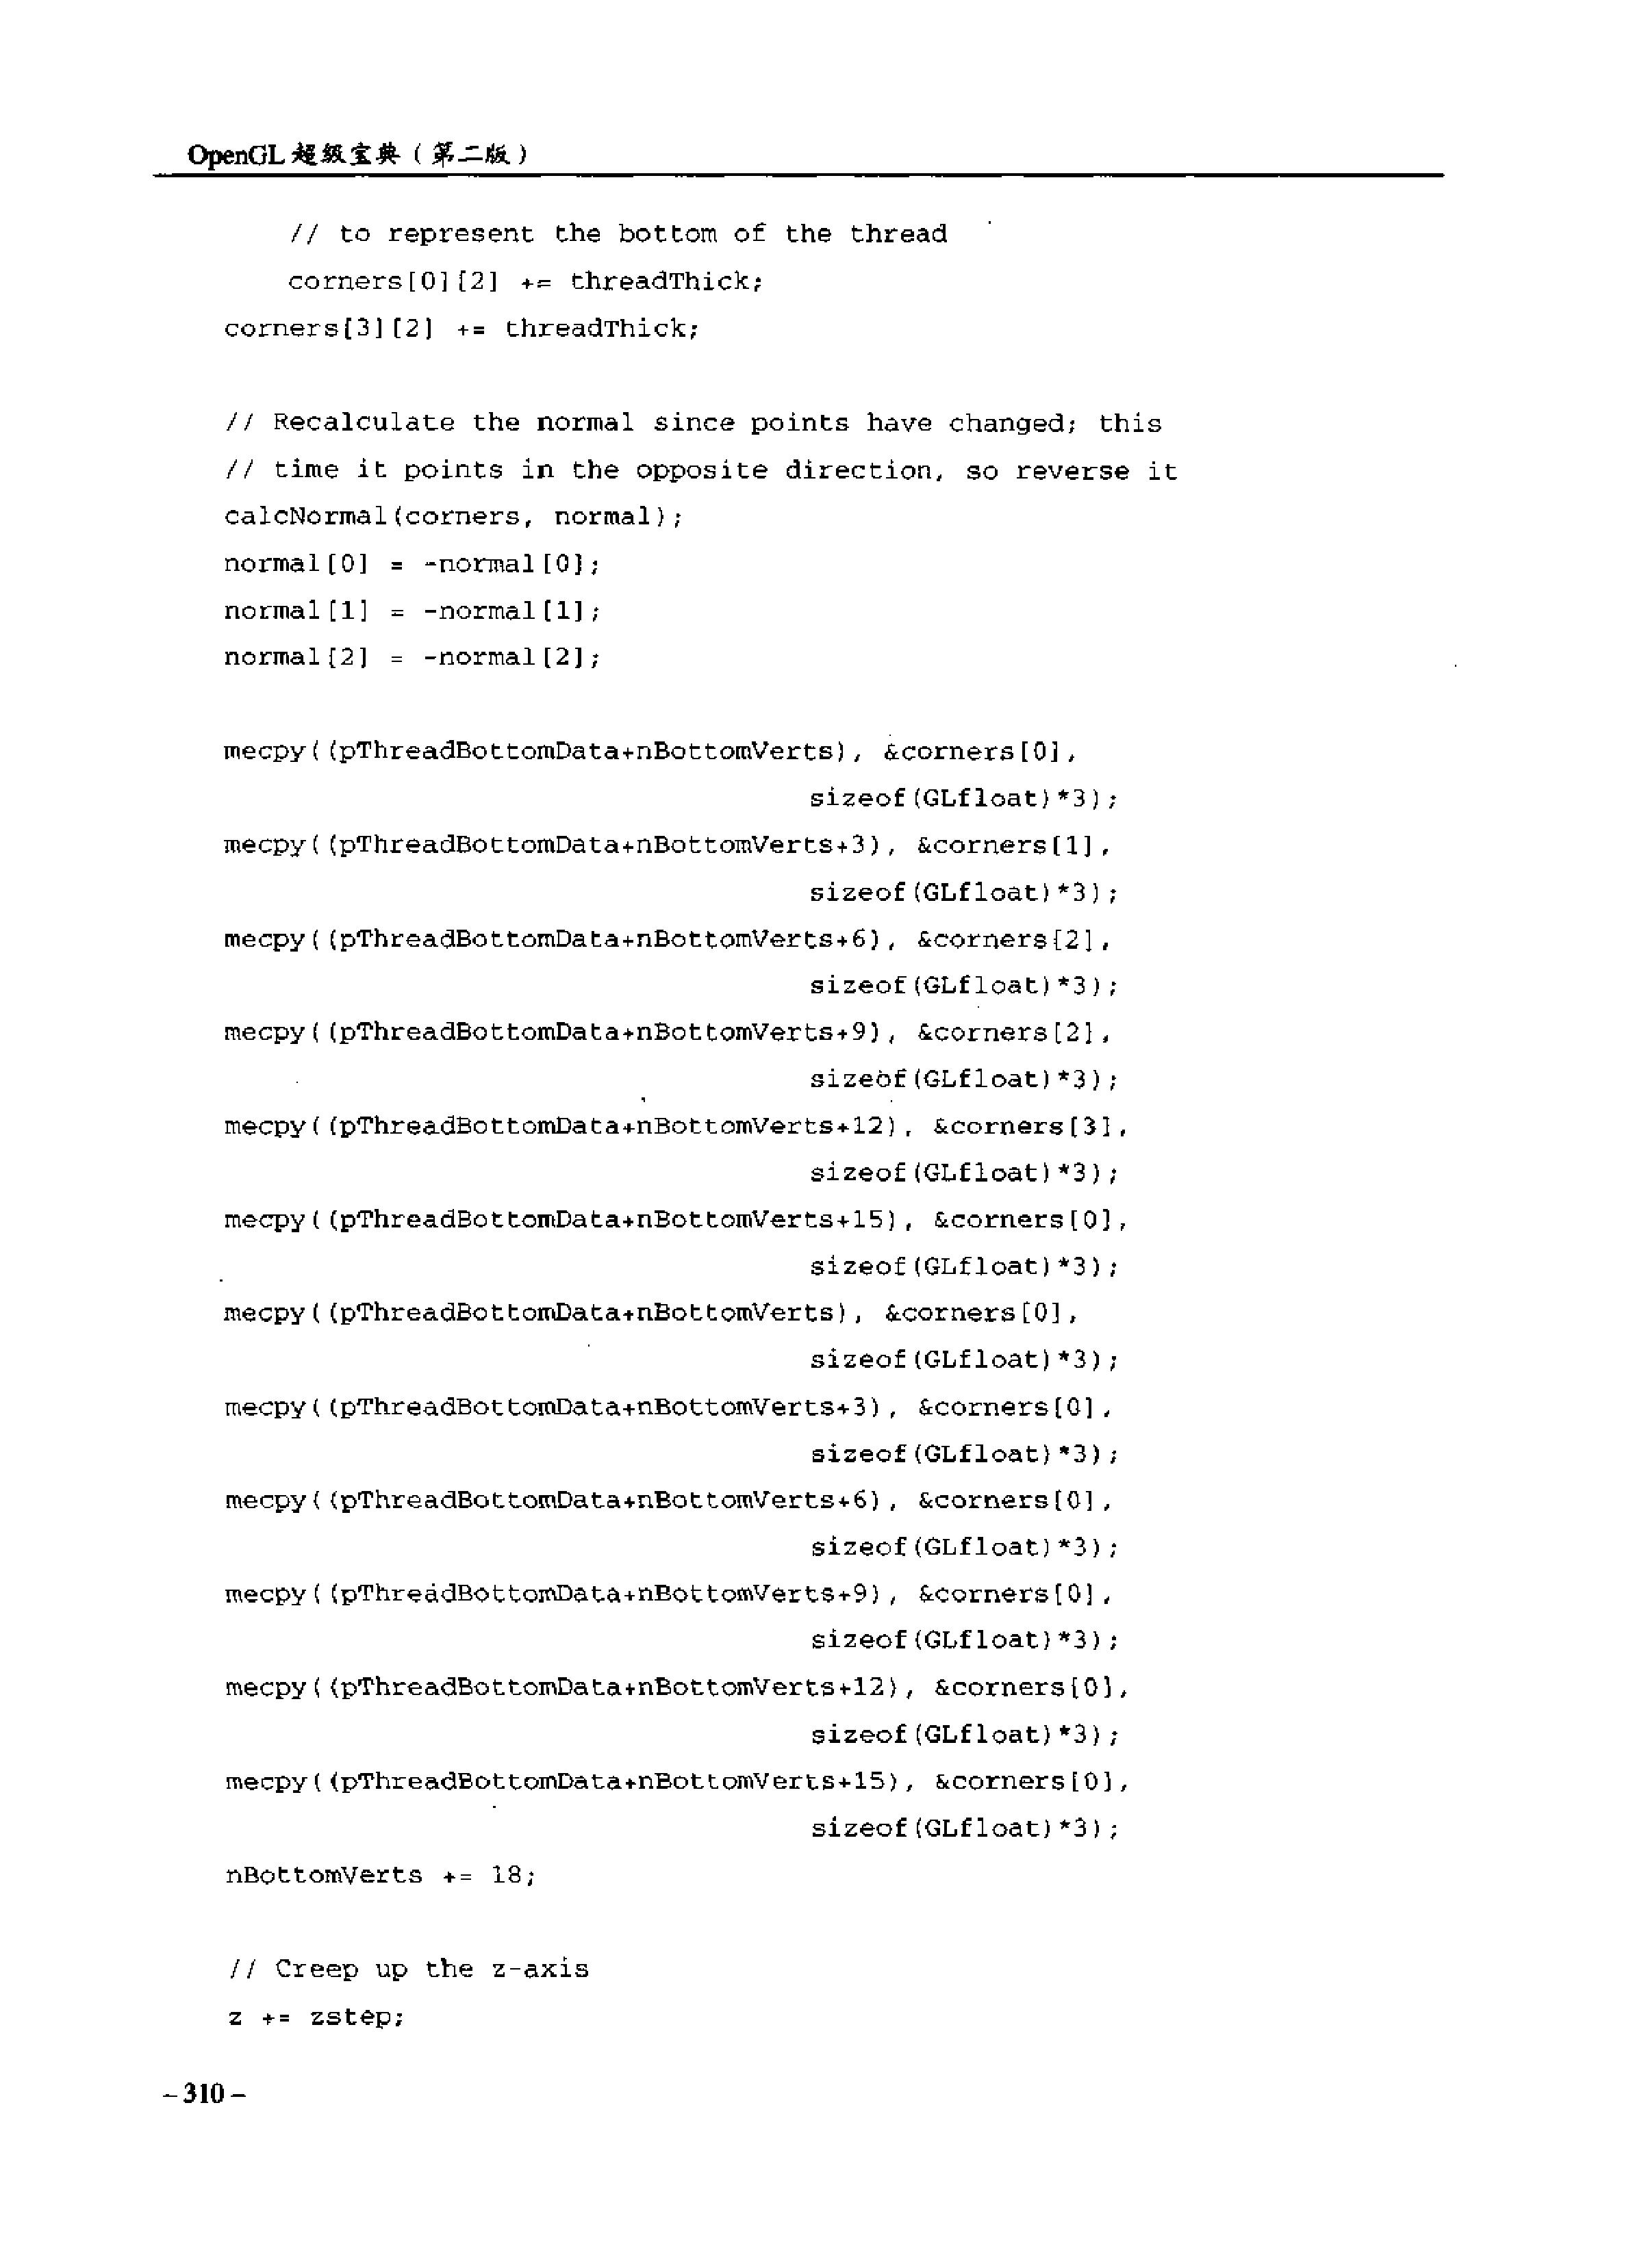 OpenGL 超级宝典（第二版）
// to represent the bottom of the thread
corners[0][2] += threadThick;
corners[3][2] += threadThick;
// Recalculate the normal since points have changed; this
// time it points in the opposite direction, so reverse it
calcNormal(corners, normal);
normal[0] = -normal[0];
normal[1] = -normal[1];
normal[2] = -normal[2];
mecpy((pThreadBottomData+nBottomVerts), &corners[0],
sizeof(GLfloat)*3);
mecpy((pThreadBottomData+nBottomVerts+3), &corners[1],
sizeof(GLfloat)*3);
mecpy((pThreadBottomData+nBottomVerts+6), &corners[2],
sizeof(GLfloat)*3);
mecpy((pThreadBottomData+nBottomVerts+9), &corners[2],
sizeof(GLfloat)*3);
mecpy((pThreadBottomData+nBottomVerts+12), &corners[3],
sizeof(GLfloat)*3);
mecpy((pThreadBottomData+nBottomVerts+15), &corners[0],
sizeof(GLfloat)*3);
mecpy((pThreadBottomData+nBottomVerts), &corners[0],
sizeof(GLfloat)*3);
mecpy((pThreadBottomData+nBottomVerts+3), &corners[0],
sizeof(GLfloat)*3);
mecpy((pThreadBottomData+nBottomVerts+6), &corners[0],
sizeof(GLfloat)*3);
mecpy((pThreadBottomData+nBottomVerts+9), &corners[0],
sizeof(GLfloat)*3);
mecpy((pThreadBottomData+nBottomVerts+12), &corners[0],
sizeof(GLfloat)*3);
mecpy((pThreadBottomData+nBottomVerts+15), &corners[0],
sizeof(GLfloat)*3);
nBottomVerts += 18;
// Creep up the z-axis
z += zstep;
– 310 –